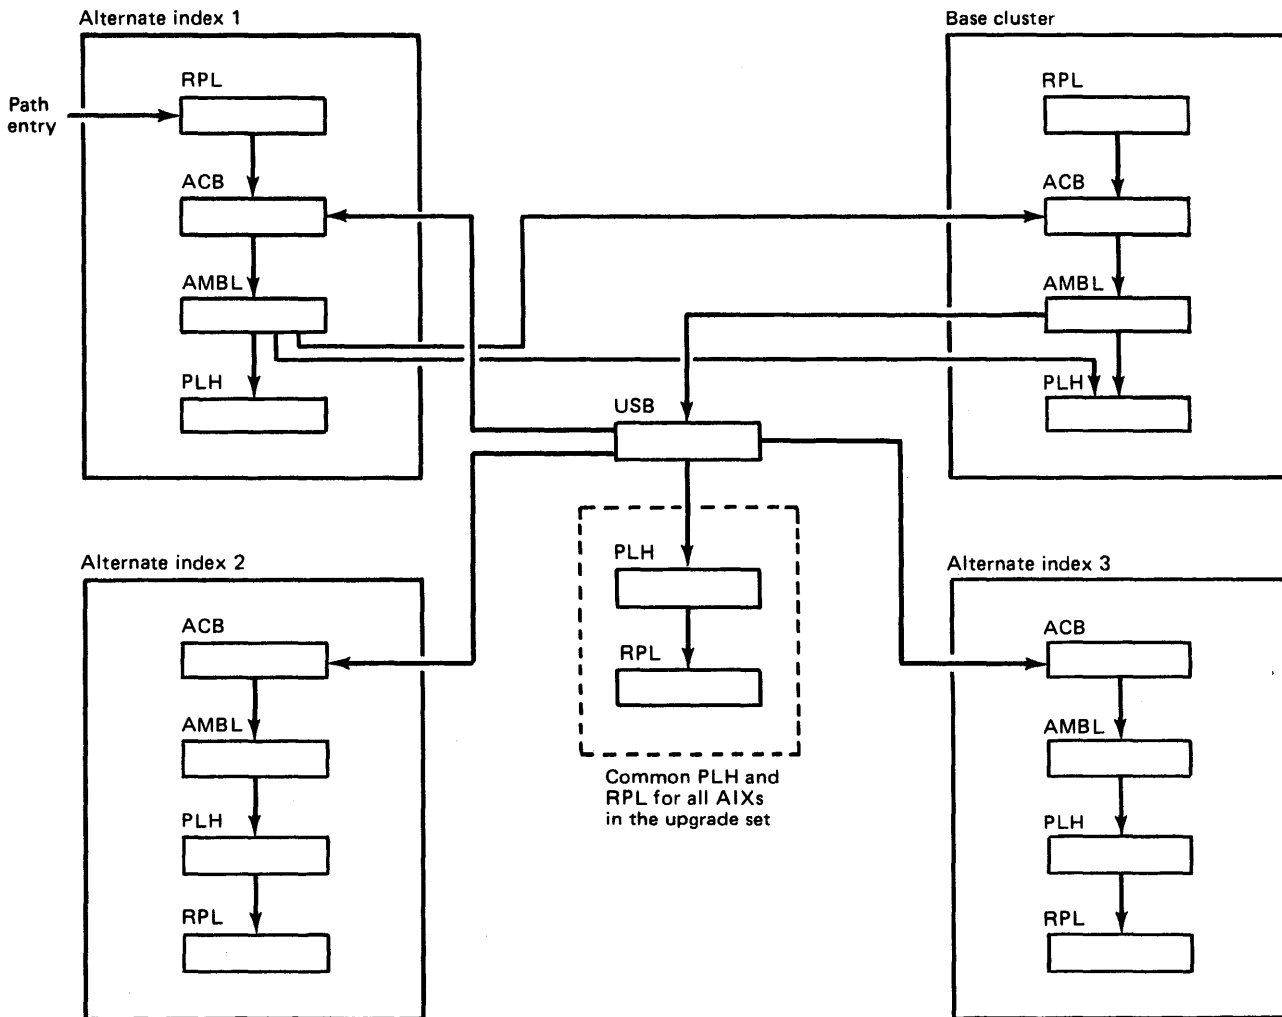 Alternate index 1
RPL
Path
entry
ACB
AMBL
PLH
Base cluster
RPL
ACB
AMBL
PLH
USB
PLH
RPL
Common PLH and
RPL for all AIXs
in the upgrade set
Alternate index 2
ACB
AMBL
PLH
RPL
Alternate index 3
ACB
AMBL
PLH
RPL